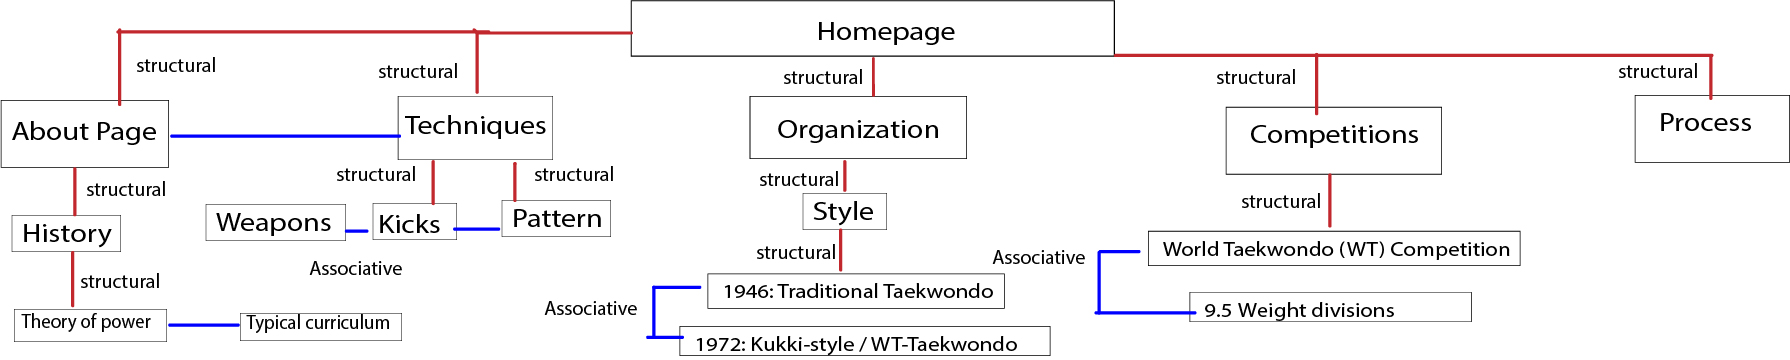 Homepage
structural
structural
structural
structural
structural
About Page
Techniques
Organization
Competitions
Process
structural
structural
structural
structural
structural
Weapons
Kicks
Pattern
Style
History
Associative
structural
structural
Associative
World Taekwondo (WT) Competition
1946: Traditional Taekwondo
Associative
9.5 Weight divisions
Theory of power
Typical curriculum
1972: Kukki-style / WT-Taekwondo